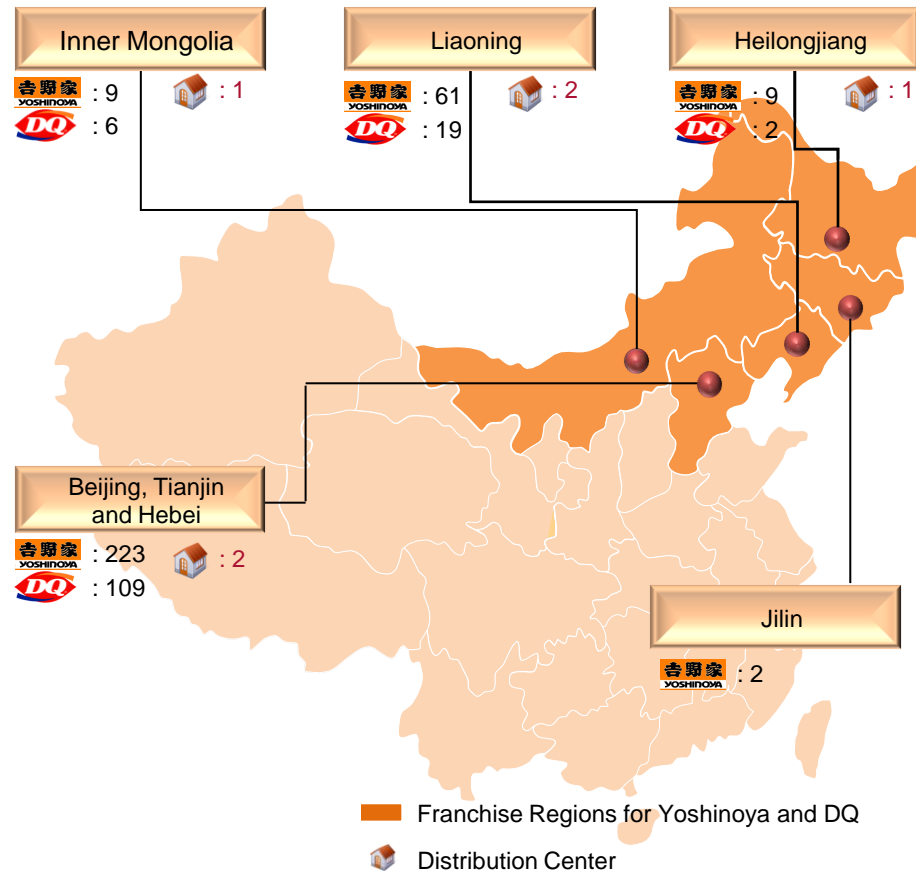 Inner Mongolia
吉野家
YOSHINOYA
: 9
DQ
: 6
: 1
Liaoning
吉野家
YOSHINOYA
: 61
DQ
: 19
: 2
Heilongjiang
吉野家
YOSHINOYA
: 9
DQ
: 2
: 1
Beijing, Tianjin
and Hebei
吉野家
YOSHINOYA
: 223
DQ
: 109
: 2
Jilin
吉野家
YOSHINOYA
: 2
Franchise Regions for Yoshinoya and DQ
Distribution Center